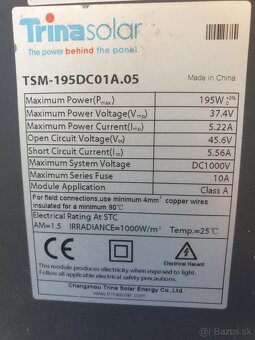 Trinasolar
The power behind the panel
TSM-195DC01A.05
Made in China
Maximum Power(Pmax) 195W +3% 0
Maximum Power Voltage(Vmp) 37.4V
Maximum Power Current(Imp) 5.22A
Open Circuit Voltage(Voc) 45.6V
Short Circuit Current(Isc) 5.56A
Maximum System Voltage DC1000V
Maximum Series Fuse 10A
Module Application Class A
For field connections, use minimum 4mm² copper wires
insulated for a minimum 90℃
Electrical Rating At STC
AM=1.5 IRRADIANCE=1000W/m² Temp.=25℃
CE
Electrical Hazard
This module produces electricity when exposed to light.
Follow all applicable electrical safety precautions.
Changzhou Trina Solar Energy Co.,Ltd.
www.trinasolar.com
bazos.sk